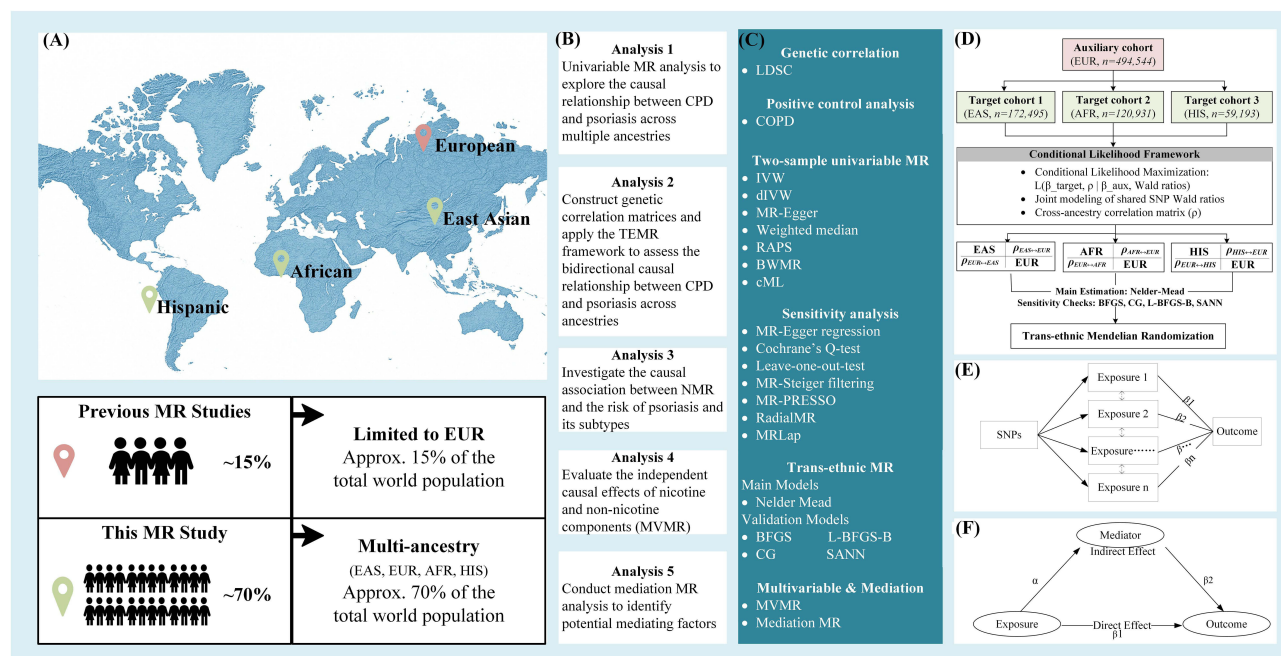 (A)
European
East Asian
African
Hispanic
Previous MR Studies
~15%
Limited to EUR
Approx. 15% of the
total world population
This MR Study
~70%
Multi-ancestry
(EAS, EUR, AFR, HIS)
Approx. 70% of the
total world population
(B)
Analysis 1
Univariable MR analysis to
explore the causal
relationship between CPD
and psoriasis across
multiple ancestries
Analysis 2
Construct genetic
correlation matrices and
apply the TEMR
framework to assess the
bidirectional causal
relationship between CPD
and psoriasis across
ancestries
Analysis 3
Investigate the causal
association between NMR
and the risk of psoriasis and
its subtypes
Analysis 4
Evaluate the independent
causal effects of nicotine
and non-nicotine
components (MVMR)
Analysis 5
Conduct mediation MR
analysis to identify
potential mediating factors
(C)
Genetic correlation
• LDSC
Positive control analysis
• COPD
Two-sample univariable MR
• IVW
• dIVW
• MR-Egger
• Weighted median
• RAPS
• BWMR
• cML
Sensitivity analysis
• MR-Egger regression
• Cochrane's Q-test
• Leave-one-out-test
• MR-Steiger filtering
• MR-PRESSO
• RadialMR
• MRLap
Trans-ethnic MR
Main Models
• Nelder Mead
Validation Models
• BFGS L-BFGS-B
• CG SANN
Multivariable & Mediation
• MVMR
• Mediation MR
(D)
Auxiliary cohort
(EUR, n=494,544)
Target cohort 1
(EAS, n=172,495)
Target cohort 2
(AFR, n=120,931)
Target cohort 3
(HIS, n=59,193)
Conditional Likelihood Framework
• Conditional Likelihood Maximization:
L(β_target, ρ | β_aux, Wald ratios)
• Joint modeling of shared SNP Wald ratios
• Cross-ancestry correlation matrix (ρ)
EAS ρEAS↔EUR
ρEUR↔EAS EUR
AFR ρAFR↔EUR
ρEUR↔AFR EUR
HIS ρHIS↔EUR
ρEUR↔HIS EUR
Main Estimation: Nelder-Mead
Sensitivity Checks: BFGS, CG, L-BFGS-B, SANN
Trans-ethnic Mendelian Randomization
(E)
SNPs
Exposure 1
Exposure 2
Exposure······
Exposure n
β1
β2
β···
βn
Outcome
(F)
Mediator
Indirect Effect
α
β2
Exposure
Direct Effect
β1
Outcome